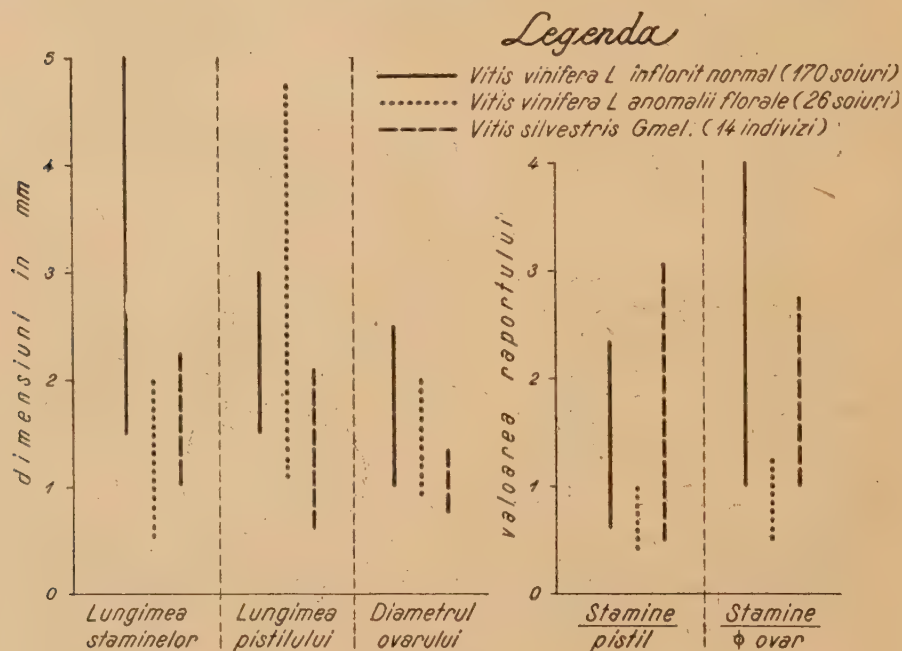 Legenda
Vitis vinifera L inflorit normal (170 soiuri)
Vitis vinifera L anomalii florale (26 soiuri)
Vitis silvestris Gmel. (14 indivizi)
dimensiuni in mm
5
4
3
2
1
0
Lungimea staminelor
Lungimea pistilului
Diametrul ovarului
valoarea raportului
4
3
2
1
0
Stamine
pistil
Stamine
ϕ ovar